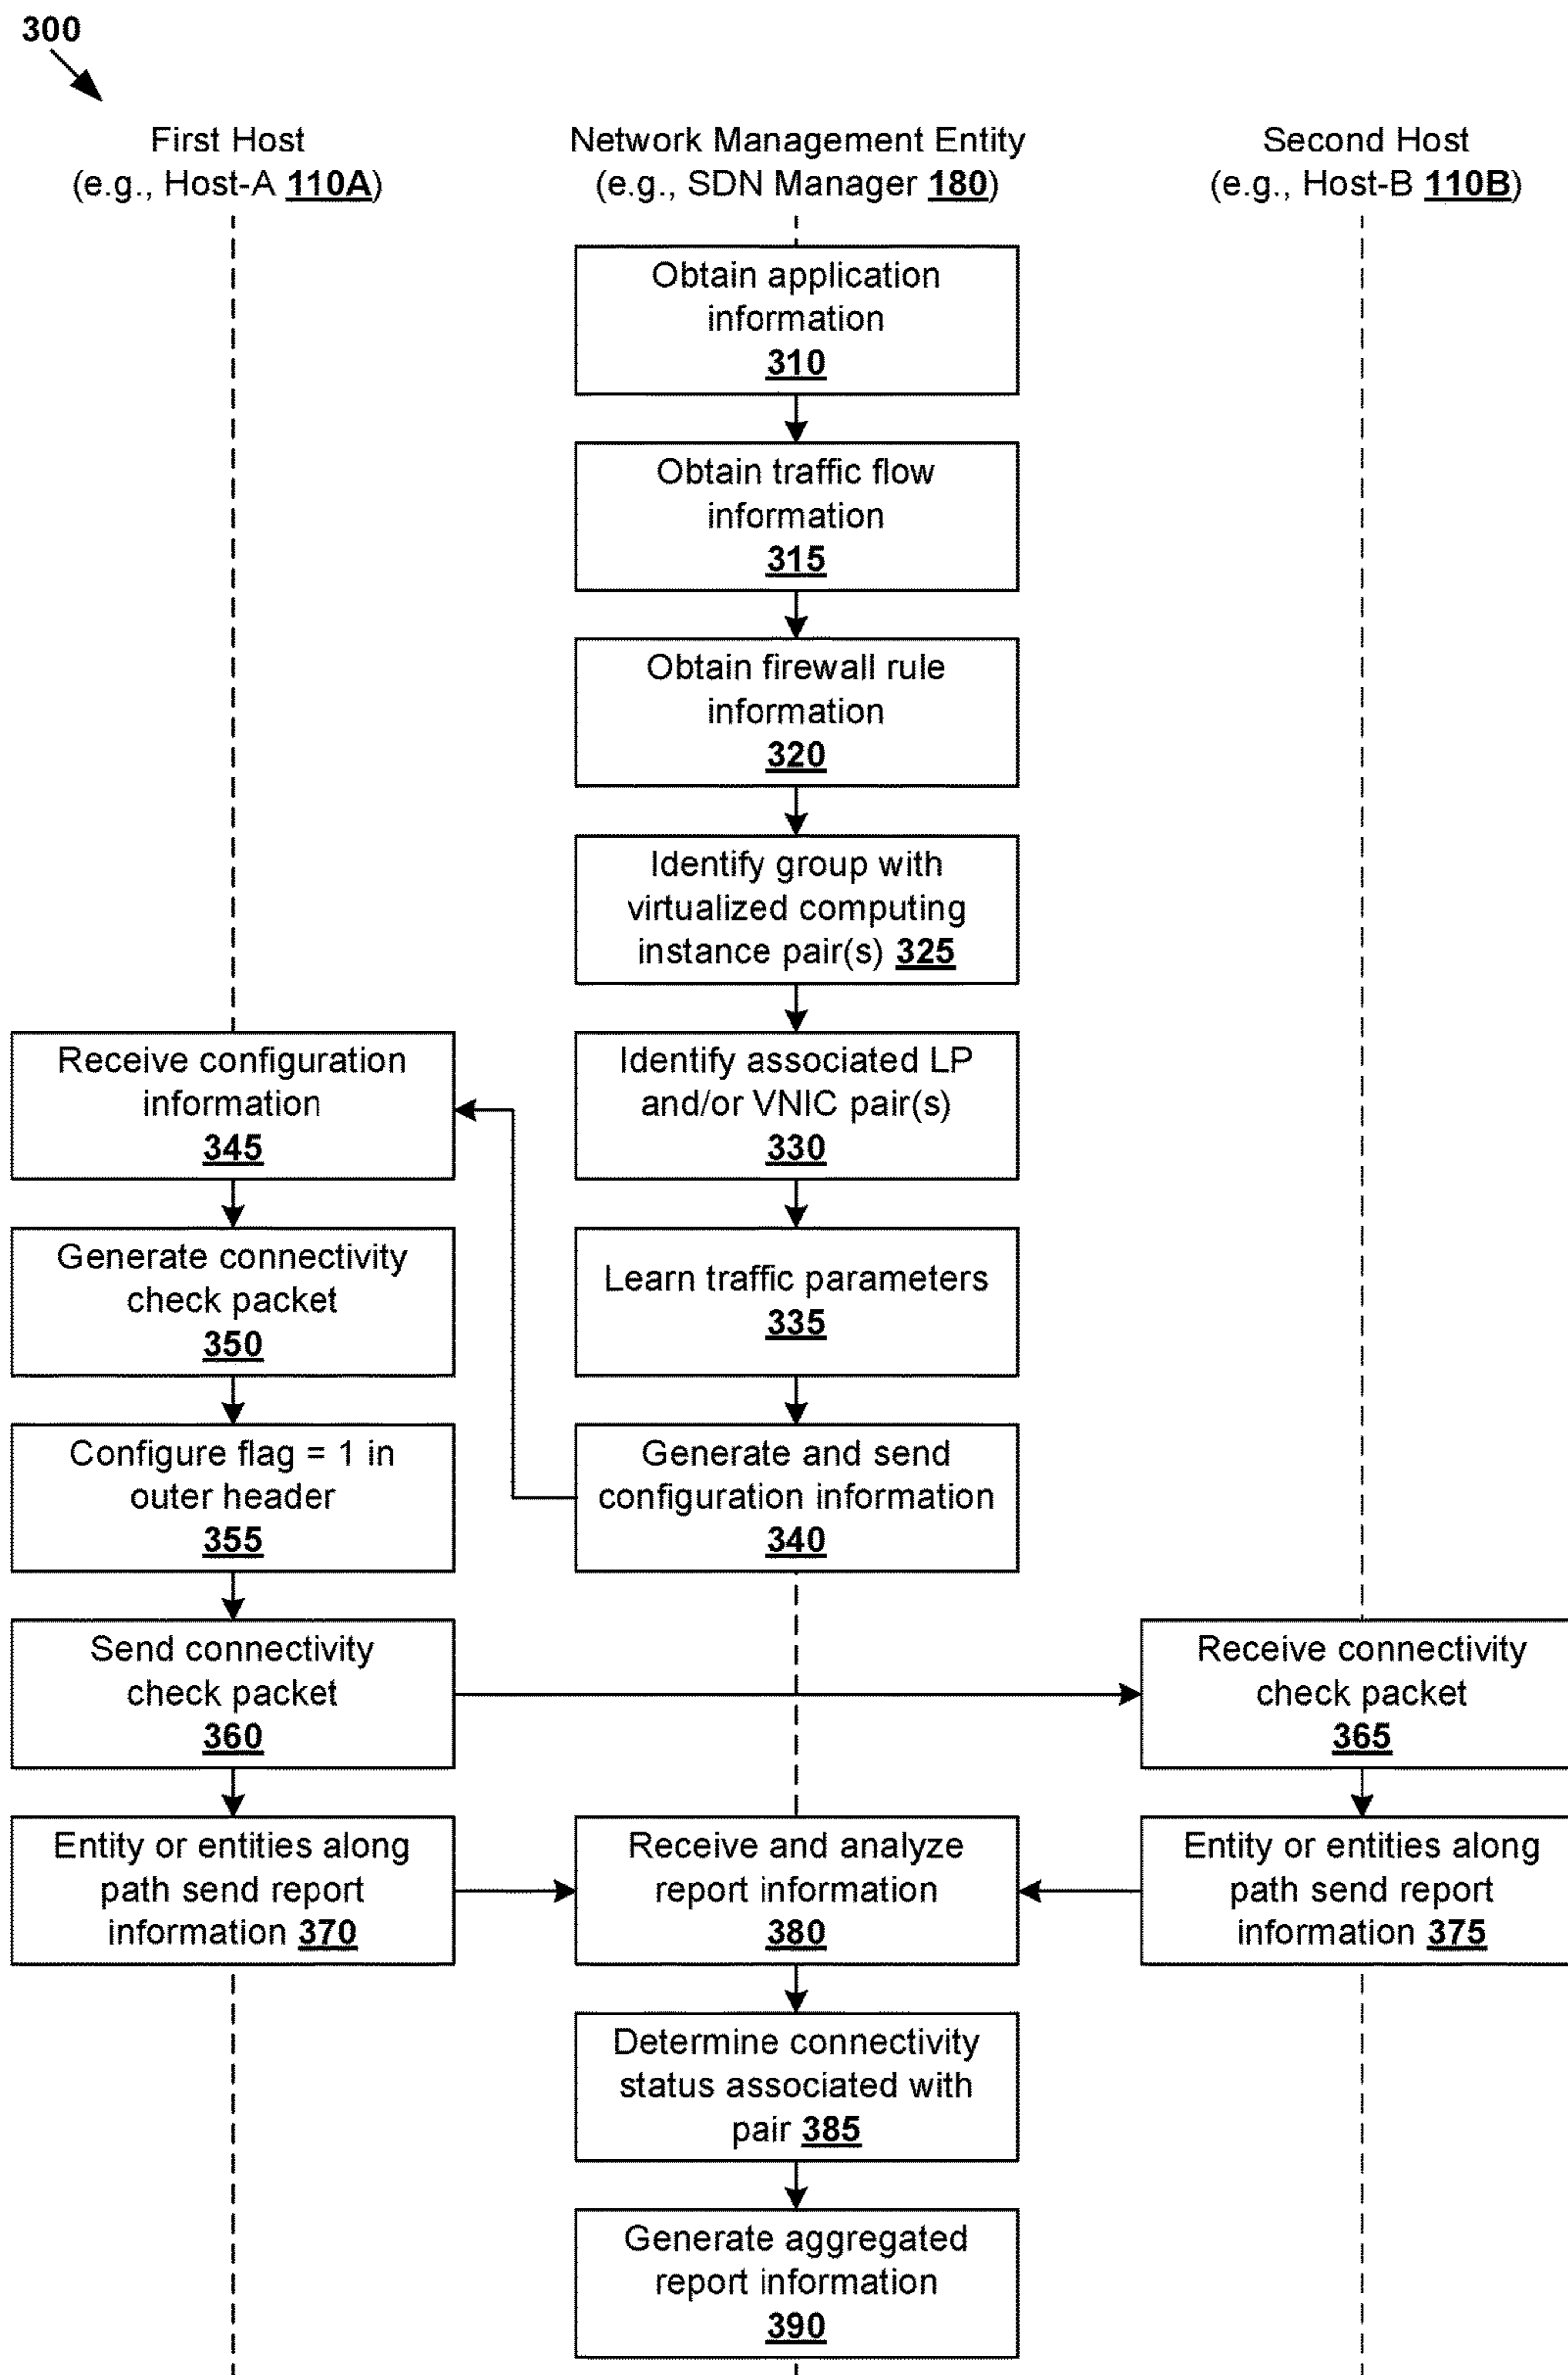 300
First Host
(e.g., Host-A 110A)
Network Management Entity
(e.g., SDN Manager 180)
Second Host
(e.g., Host-B 110B)
Obtain application
information
310
Obtain traffic flow
information
315
Obtain firewall rule
information
320
Identify group with
virtualized computing
instance pair(s) 325
Identify associated LP
and/or VNIC pair(s)
330
Learn traffic parameters
335
Generate and send
configuration information
340
Receive configuration
information
345
Generate connectivity
check packet
350
Configure flag = 1 in
outer header
355
Send connectivity
check packet
360
Receive connectivity
check packet
365
Entity or entities along
path send report
information 370
Receive and analyze
report information
380
Entity or entities along
path send report
information 375
Determine connectivity
status associated with
pair 385
Generate aggregated
report information
390